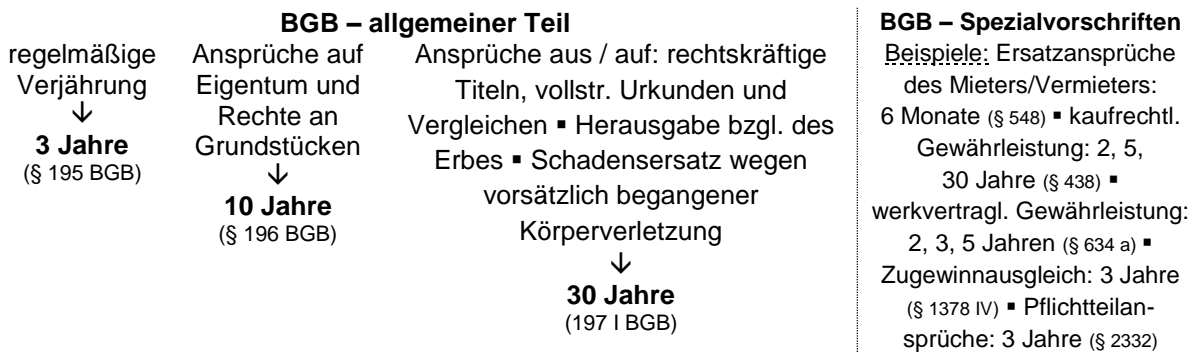 BGB – allgemeiner Teil
regelmäßige
Verjährung
↓
3 Jahre
(§ 195 BGB)
Ansprüche auf
Eigentum und
Rechte an
Grundstücken
↓
10 Jahre
(§ 196 BGB)
Ansprüche aus / auf: rechtskräftige
Titeln, vollstr. Urkunden und
Vergleichen ▪ Herausgabe bzgl. des
Erbes ▪ Schadensersatz wegen
vorsätzlich begangener
Körperverletzung
↓
30 Jahre
(197 I BGB)
BGB – Spezialvorschriften
Beispiele: Ersatzansprüche
des Mieters/Vermieters:
6 Monate (§ 548) ▪ kaufrechtl.
Gewährleistung: 2, 5,
30 Jahre (§ 438) ▪
werkvertragl. Gewährleistung:
2, 3, 5 Jahren (§ 634 a) ▪
Zugewinnausgleich: 3 Jahre
(§ 1378 IV) ▪ Pflichtteilan-
sprüche: 3 Jahre (§ 2332)